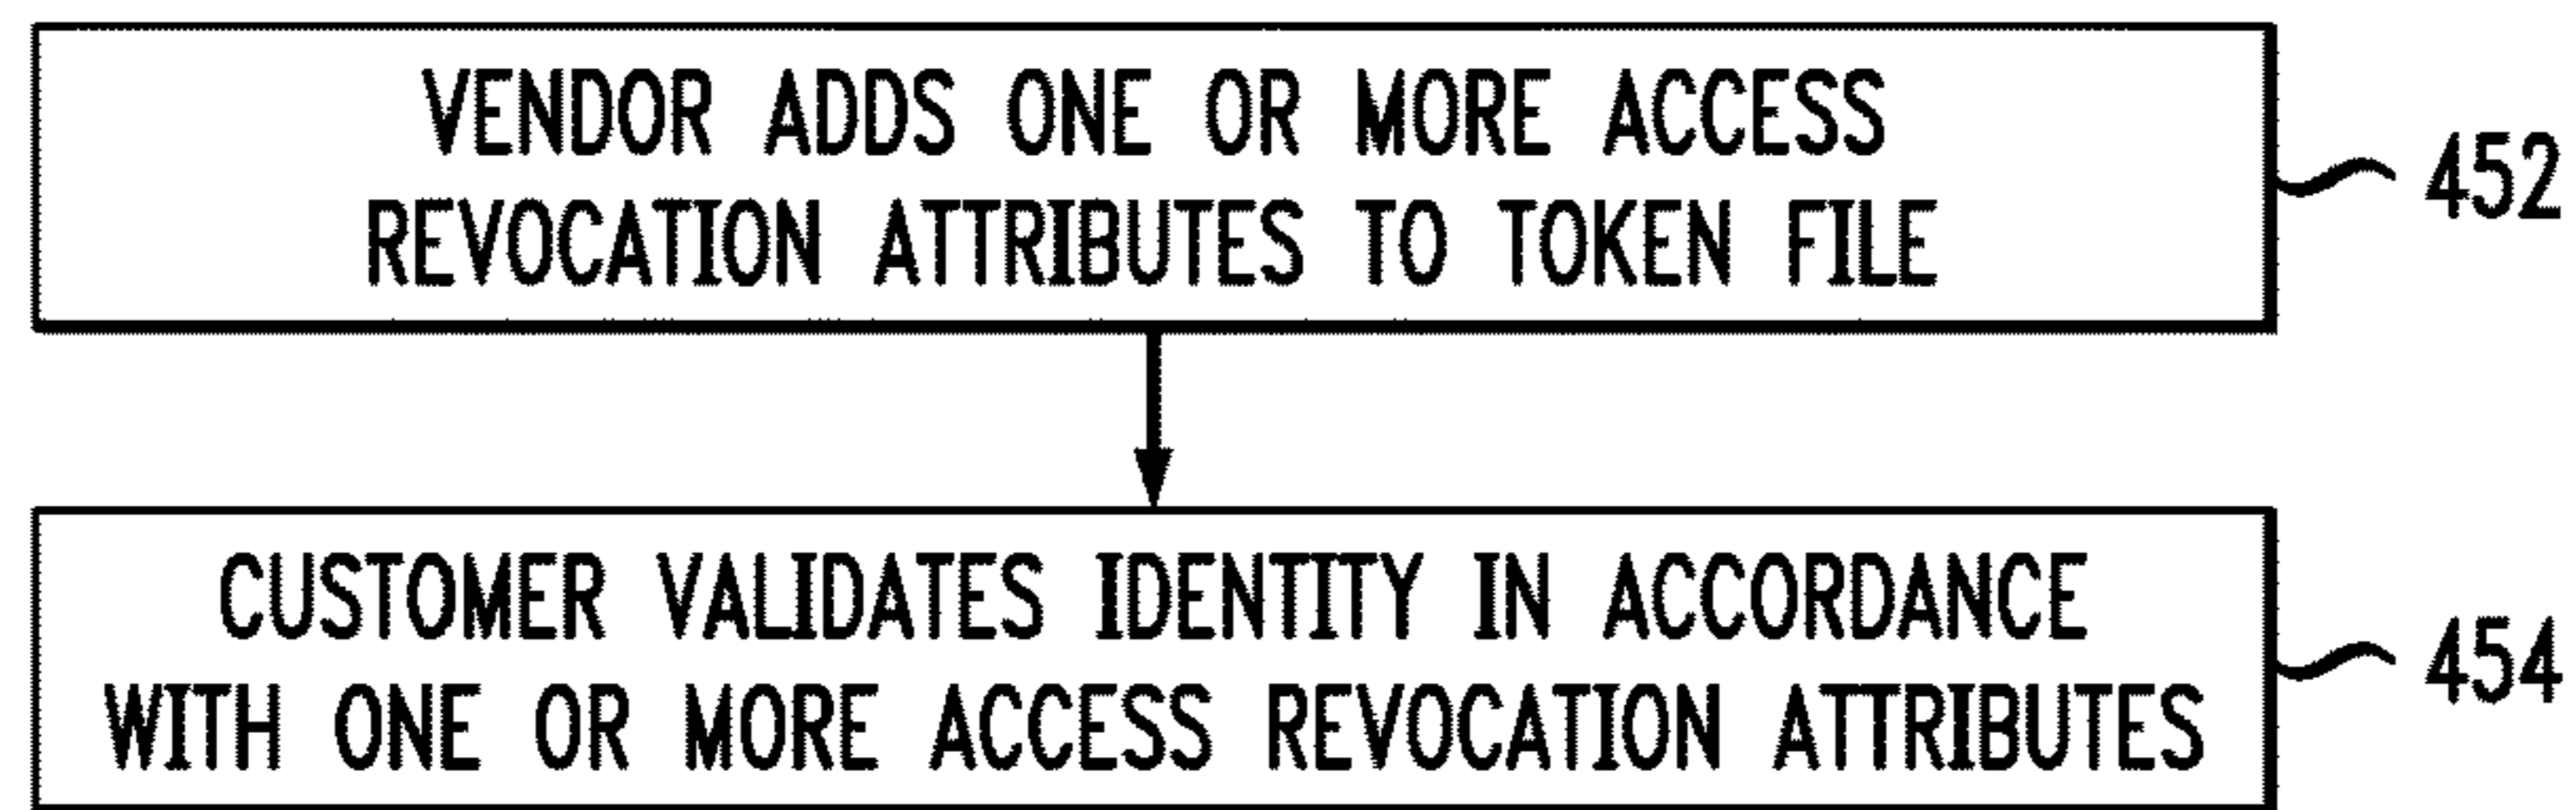 VENDOR ADDS ONE OR MORE ACCESS
REVOCATION ATTRIBUTES TO TOKEN FILE
452
CUSTOMER VALIDATES IDENTITY IN ACCORDANCE
WITH ONE OR MORE ACCESS REVOCATION ATTRIBUTES
454